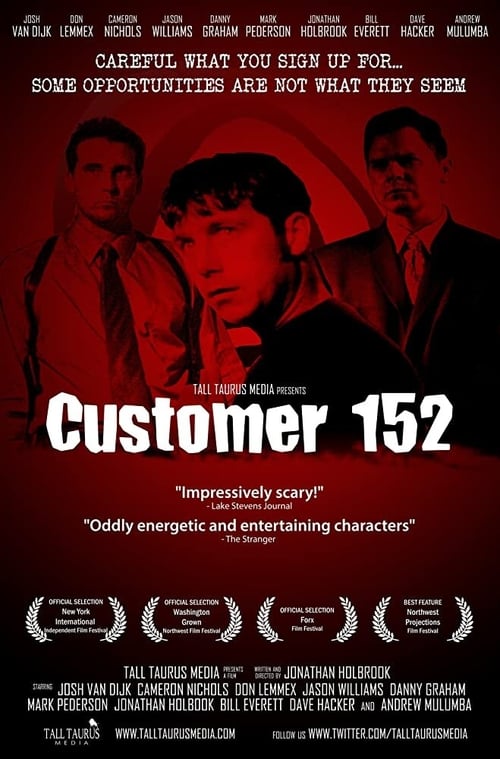 JOSH VAN DIJK DON LEMMEX CAMERON NICHOLS JASON WILLIAMS DANNY GRAHAM MARK PEDERSON JONATHAN HOLBROOK BILL EVERETT DAVE HACKER ANDREW MULUMBA
CAREFUL WHAT YOU SIGN UP FOR...
SOME OPPORTUNITIES ARE NOT WHAT THEY SEEM
TALL TAURUS MEDIA PRESENTS
Customer 152
"Impressively scary!"
- Lake Stevens Journal
"Oddly energetic and entertaining characters"
- The Stranger
OFFICIAL SELECTION
New York
International
Independent Film Festival
OFFICIAL SELECTION
Washington
Grown
Northwest Film Festival
OFFICIAL SELECTION
Forx
Film Festival
BEST FEATURE
Northwest
Projections
Film Festival
TALL TAURUS MEDIA PRESENTS A FILM WRITTEN AND DIRECTED BY JONATHAN HOLBROOK
STARRING JOSH VAN DIJK CAMERON NICHOLS DON LEMMEX JASON WILLIAMS DANNY GRAHAM
MARK PEDERSON JONATHAN HOLBOOK BILL EVERETT DAVE HACKER AND ANDREW MULUMBA
TALL TAURUS
MEDIA
WWW.TALLTAURUSMEDIA.COM
FOLLOW US WWW.TWITTER.COM/TALLTAURUSMEDIA